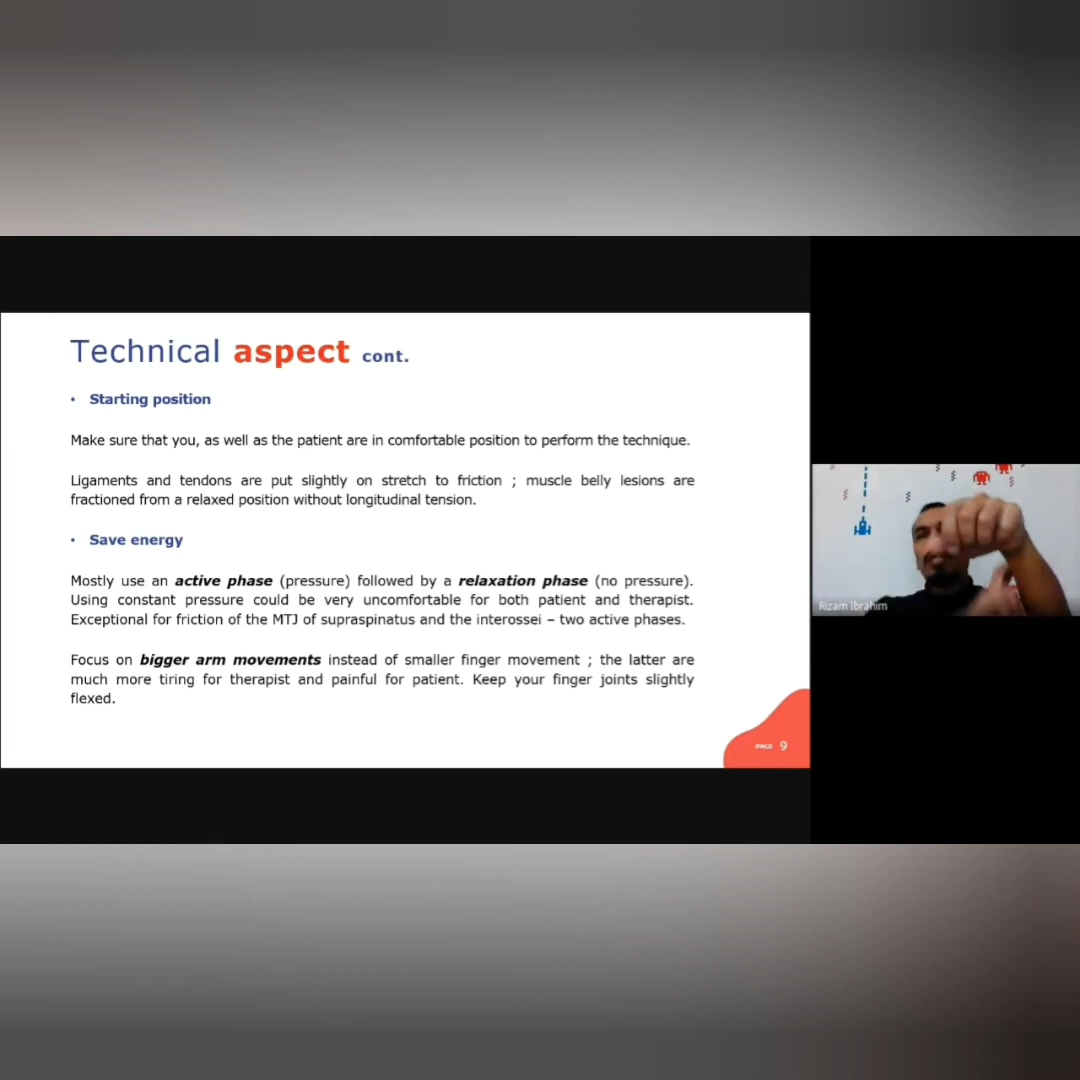 Technical aspect cont.
• Starting position
Make sure that you, as well as the patient are in comfortable position to perform the technique.
Ligaments and tendons are put slightly on stretch to friction ; muscle belly lesions are
fractioned from a relaxed position without longitudinal tension.
• Save energy
Mostly use an active phase (pressure) followed by a relaxation phase (no pressure).
Using constant pressure could be very uncomfortable for both patient and therapist.
Exceptional for friction of the MTJ of supraspinatus and the interossei – two active phases.
Focus on bigger arm movements instead of smaller finger movement ; the latter are
much more tiring for therapist and painful for patient. Keep your finger joints slightly
flexed.
PAGE 9
Rizam Ibrahim